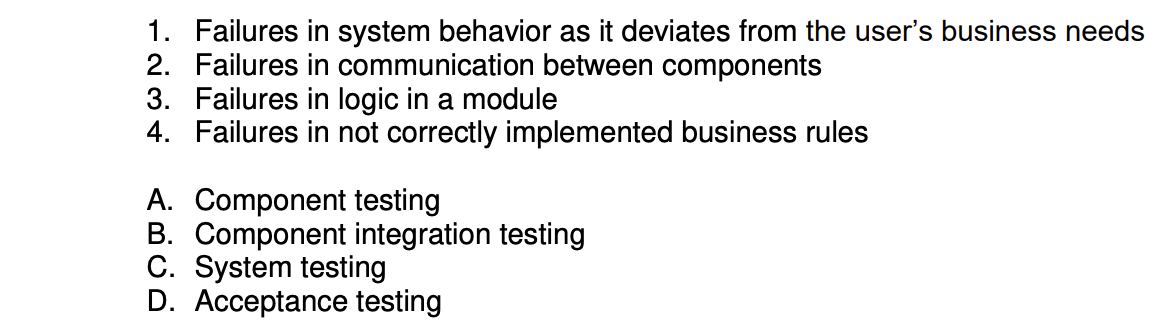 1. Failures in system behavior as it deviates from the user’s business needs
2. Failures in communication between components
3. Failures in logic in a module
4. Failures in not correctly implemented business rules
A. Component testing
B. Component integration testing
C. System testing
D. Acceptance testing